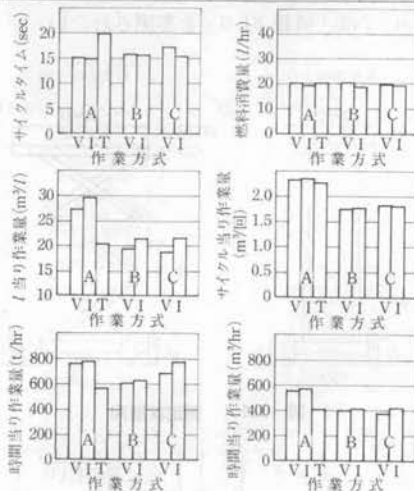 サイクルタイム(sec)
20
15
10
5
0
A B C
V I T V I V I
作業方式
燃料消費量(l/hr)
40
30
20
10
0
A B C
V I T V I V I
作業方式
l当り作業量(m³/l)
35
30
25
20
15
10
A B C
V I T V I V I
作業方式
サイクル当り作業量(m³/回)
2.0
1.5
1.0
0.5
0
A B C
V I T V I V I
作業方式
時間当り作業量(t/hr)
800
600
400
200
0
A B C
V I T V I V I
作業方式
時間当り作業量(m³/hr)
800
600
400
200
0
A B C
V I T V I V I
作業方式